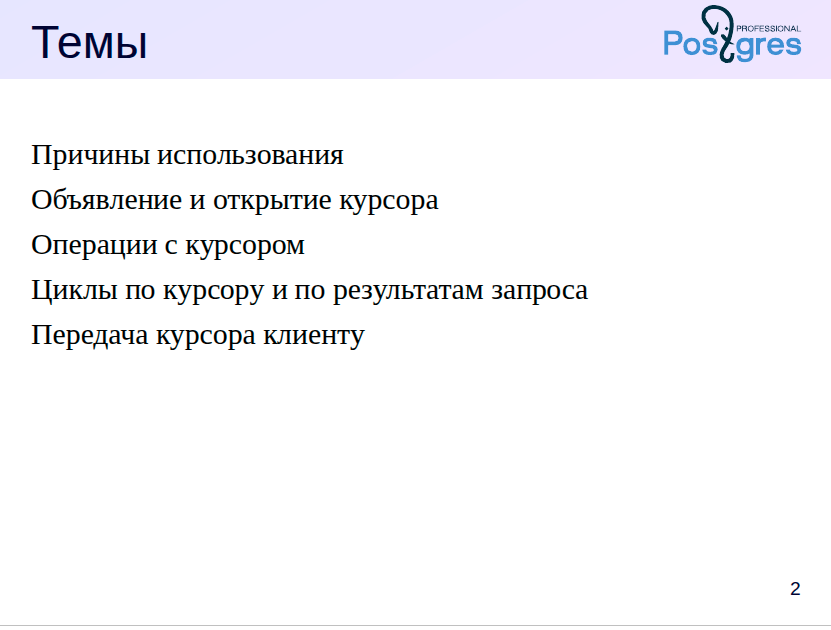 Темы
PROFESSIONAL
Postgres
Причины использования
Объявление и открытие курсора
Операции с курсором
Циклы по курсору и по результатам запроса
Передача курсора клиенту
2